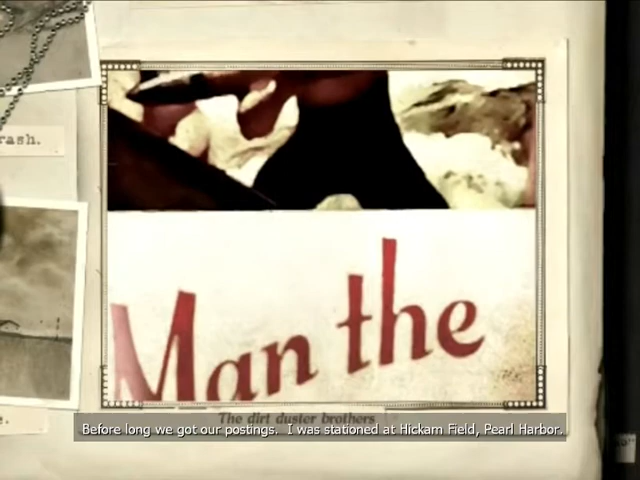 rash.
Man the
The dirt duster brothers
Before long we got our postings. I was stationed at Hickam Field, Pearl Harbor.
e.